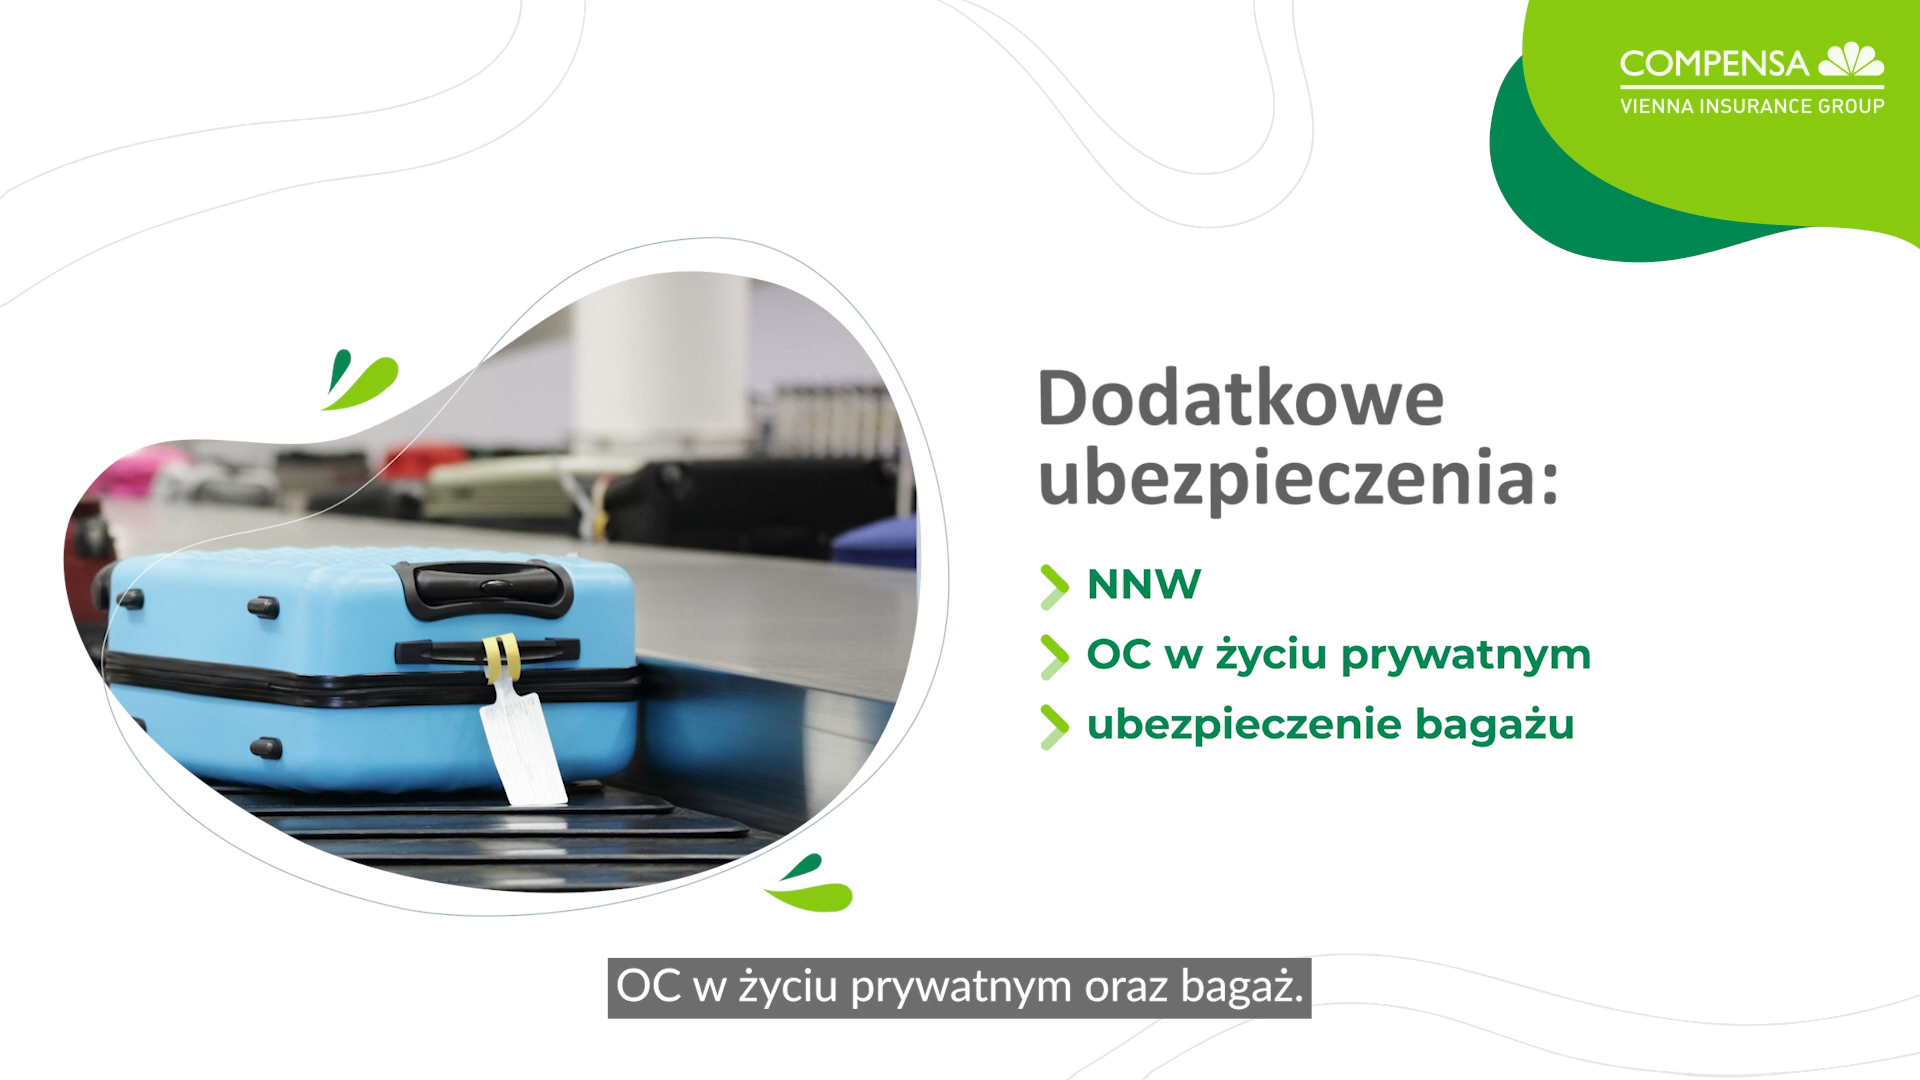 COMPENSA
VIENNA INSURANCE GROUP
Dodatkowe
ubezpieczenia:
NNW
OC w życiu prywatnym
ubezpieczenie bagażu
OC w życiu prywatnym oraz bagaż.